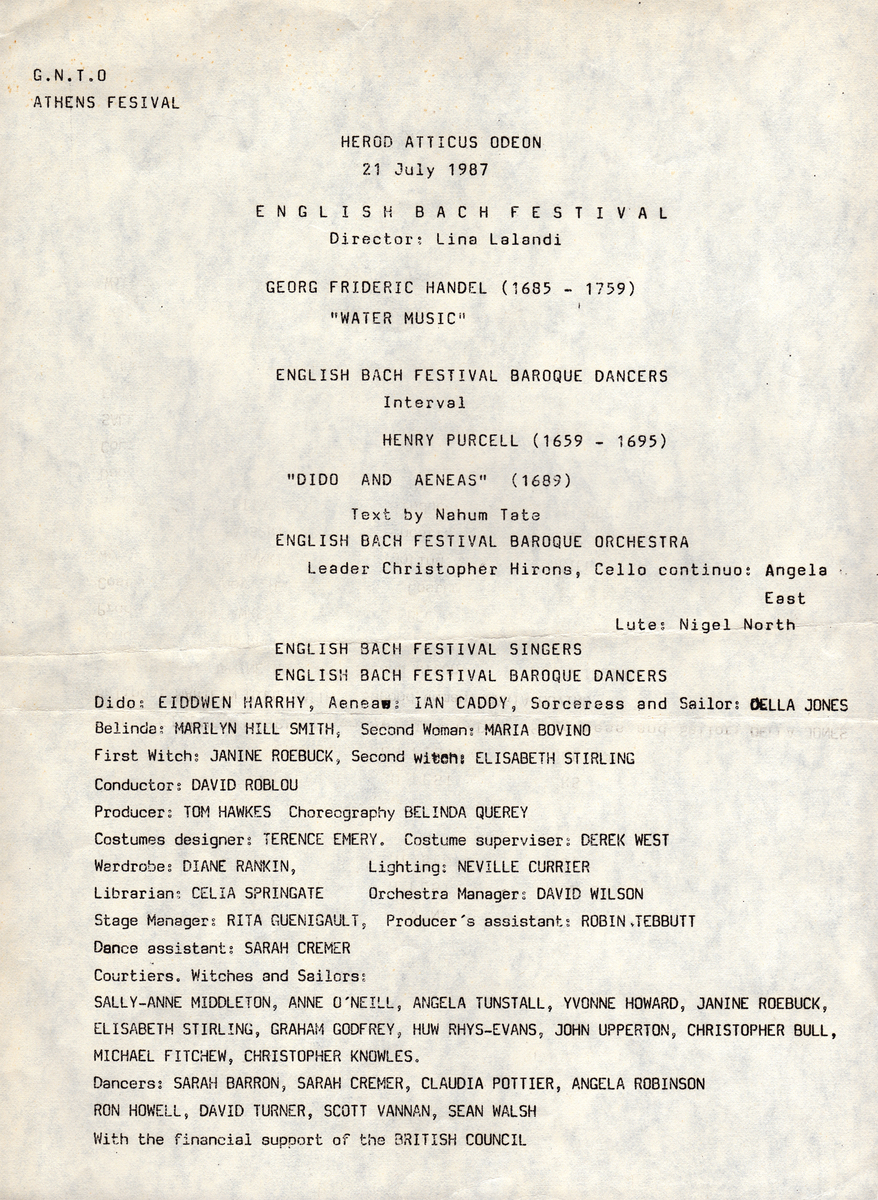 G.N.T.O
ATHENS FESIVAL
HEROD ATTICUS ODEON
21 July 1987
E N G L I S H  B A C H  F E S T I V A L
Director: Lina Lalandi
GEORG FRIDERIC HANDEL (1685 - 1759)
"WATER MUSIC"
ENGLISH BACH FESTIVAL BAROQUE DANCERS
Interval
HENRY PURCELL (1659 - 1695)
"DIDO AND AENEAS" (1689)
Text by Nahum Tate
ENGLISH BACH FESTIVAL BAROQUE ORCHESTRA
Leader Christopher Hirons, Cello continuo: Angela
East
Lute: Nigel North
ENGLISH BACH FESTIVAL SINGERS
ENGLISH BACH FESTIVAL BAROQUE DANCERS
Dido: EIDDWEN HARRHY, Aeneas: IAN CADDY, Sorceress and Sailor: DELLA JONES
Belinda: MARILYN HILL SMITH, Second Woman: MARIA BOVINO
First Witch: JANINE ROEBUCK, Second witch: ELISABETH STIRLING
Conductor: DAVID ROBLOU
Producer: TOM HAWKES Choreography BELINDA QUEREY
Costumes designer: TERENCE EMERY. Costume superviser: DEREK WEST
Wardrobe: DIANE RANKIN, Lighting: NEVILLE CURRIER
Librarian: CELIA SPRINGATE Orchestra Manager: DAVID WILSON
Stage Manager: RITA GUENIGAULT, Producer's assistant: ROBIN.TEBBUTT
Dance assistant: SARAH CREMER
Courtiers. Witches and Sailors:
SALLY-ANNE MIDDLETON, ANNE O'NEILL, ANGELA TUNSTALL, YVONNE HOWARD, JANINE ROEBUCK,
ELISABETH STIRLING, GRAHAM GODFREY, HUW RHYS-EVANS, JOHN UPPERTON, CHRISTOPHER BULL,
MICHAEL FITCHEW, CHRISTOPHER KNOWLES.
Dancers: SARAH BARRON, SARAH CREMER, CLAUDIA POTTIER, ANGELA ROBINSON
RON HOWELL, DAVID TURNER, SCOTT VANNAN, SEAN WALSH
With the financial support of the BRITISH COUNCIL